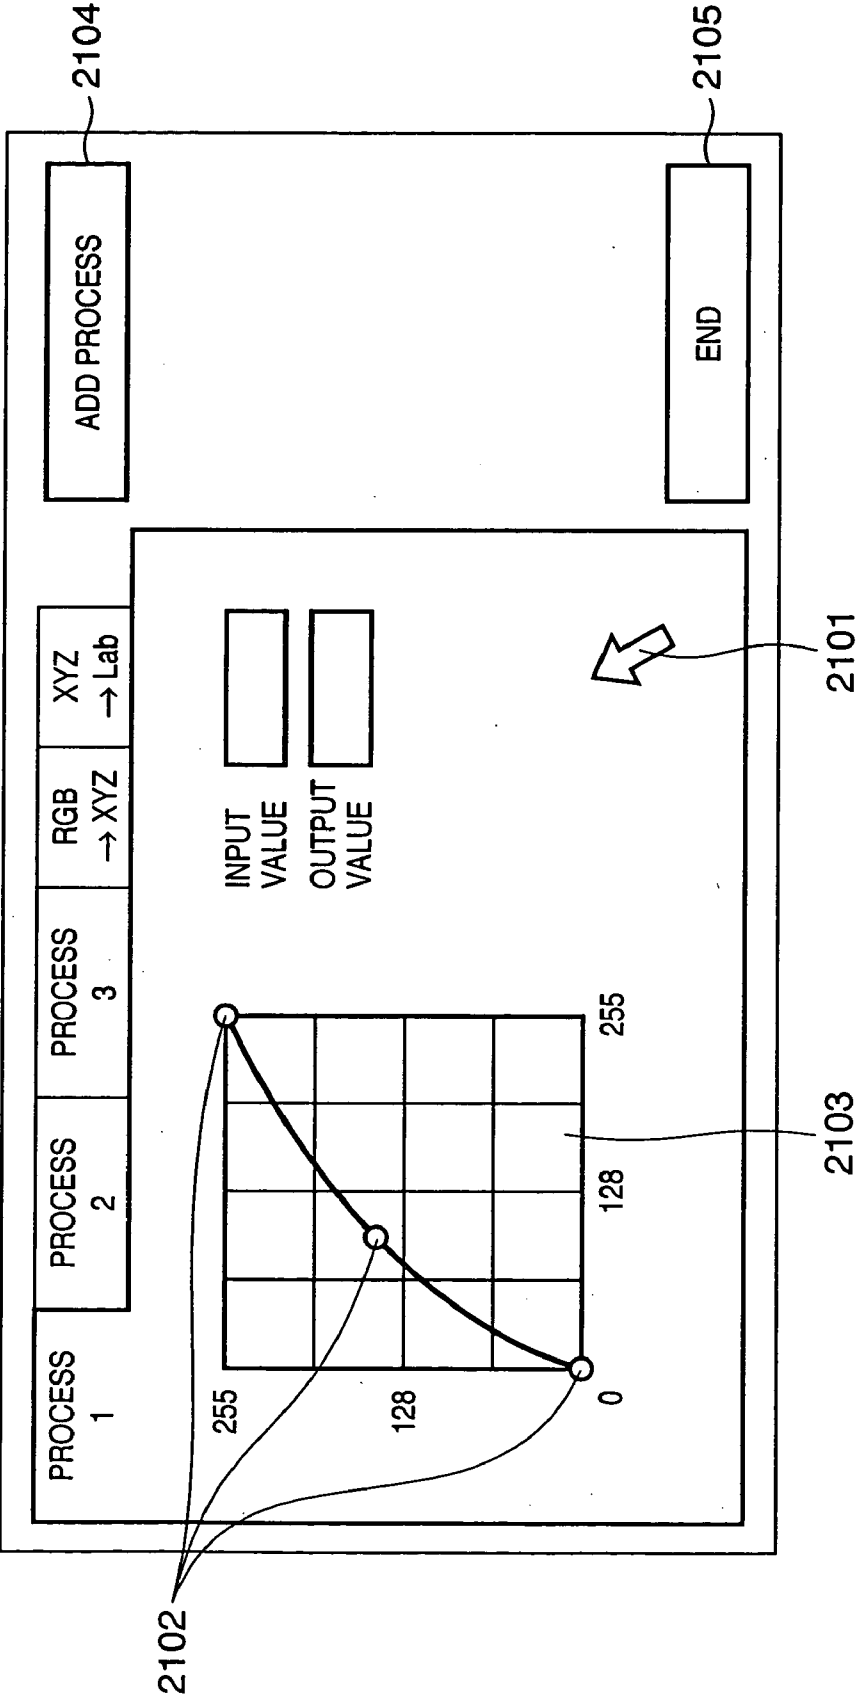 PROCESS
1
PROCESS
2
PROCESS
3
RGB
→XYZ
XYZ
→Lab
ADD PROCESS
2104
INPUT
VALUE
OUTPUT
VALUE
255
128
0
128
255
END
2105
2102
2103
2101